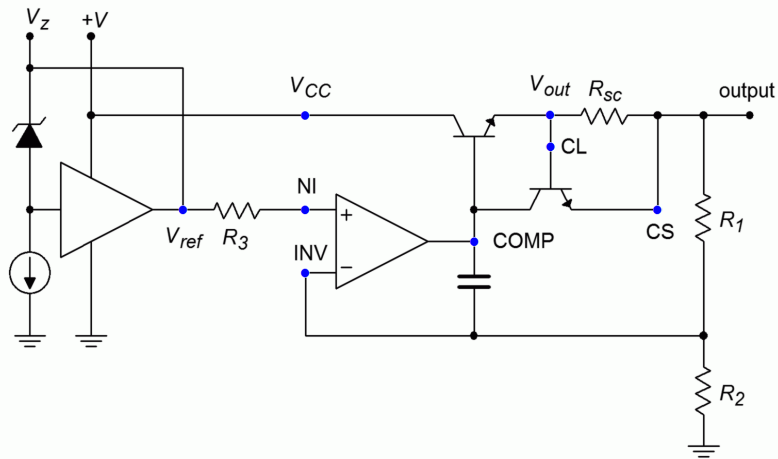 Vz
+V
VCC
Vout
Rsc
output
CL
NI
+
Vref
R3
INV
−
COMP
CS
R1
R2